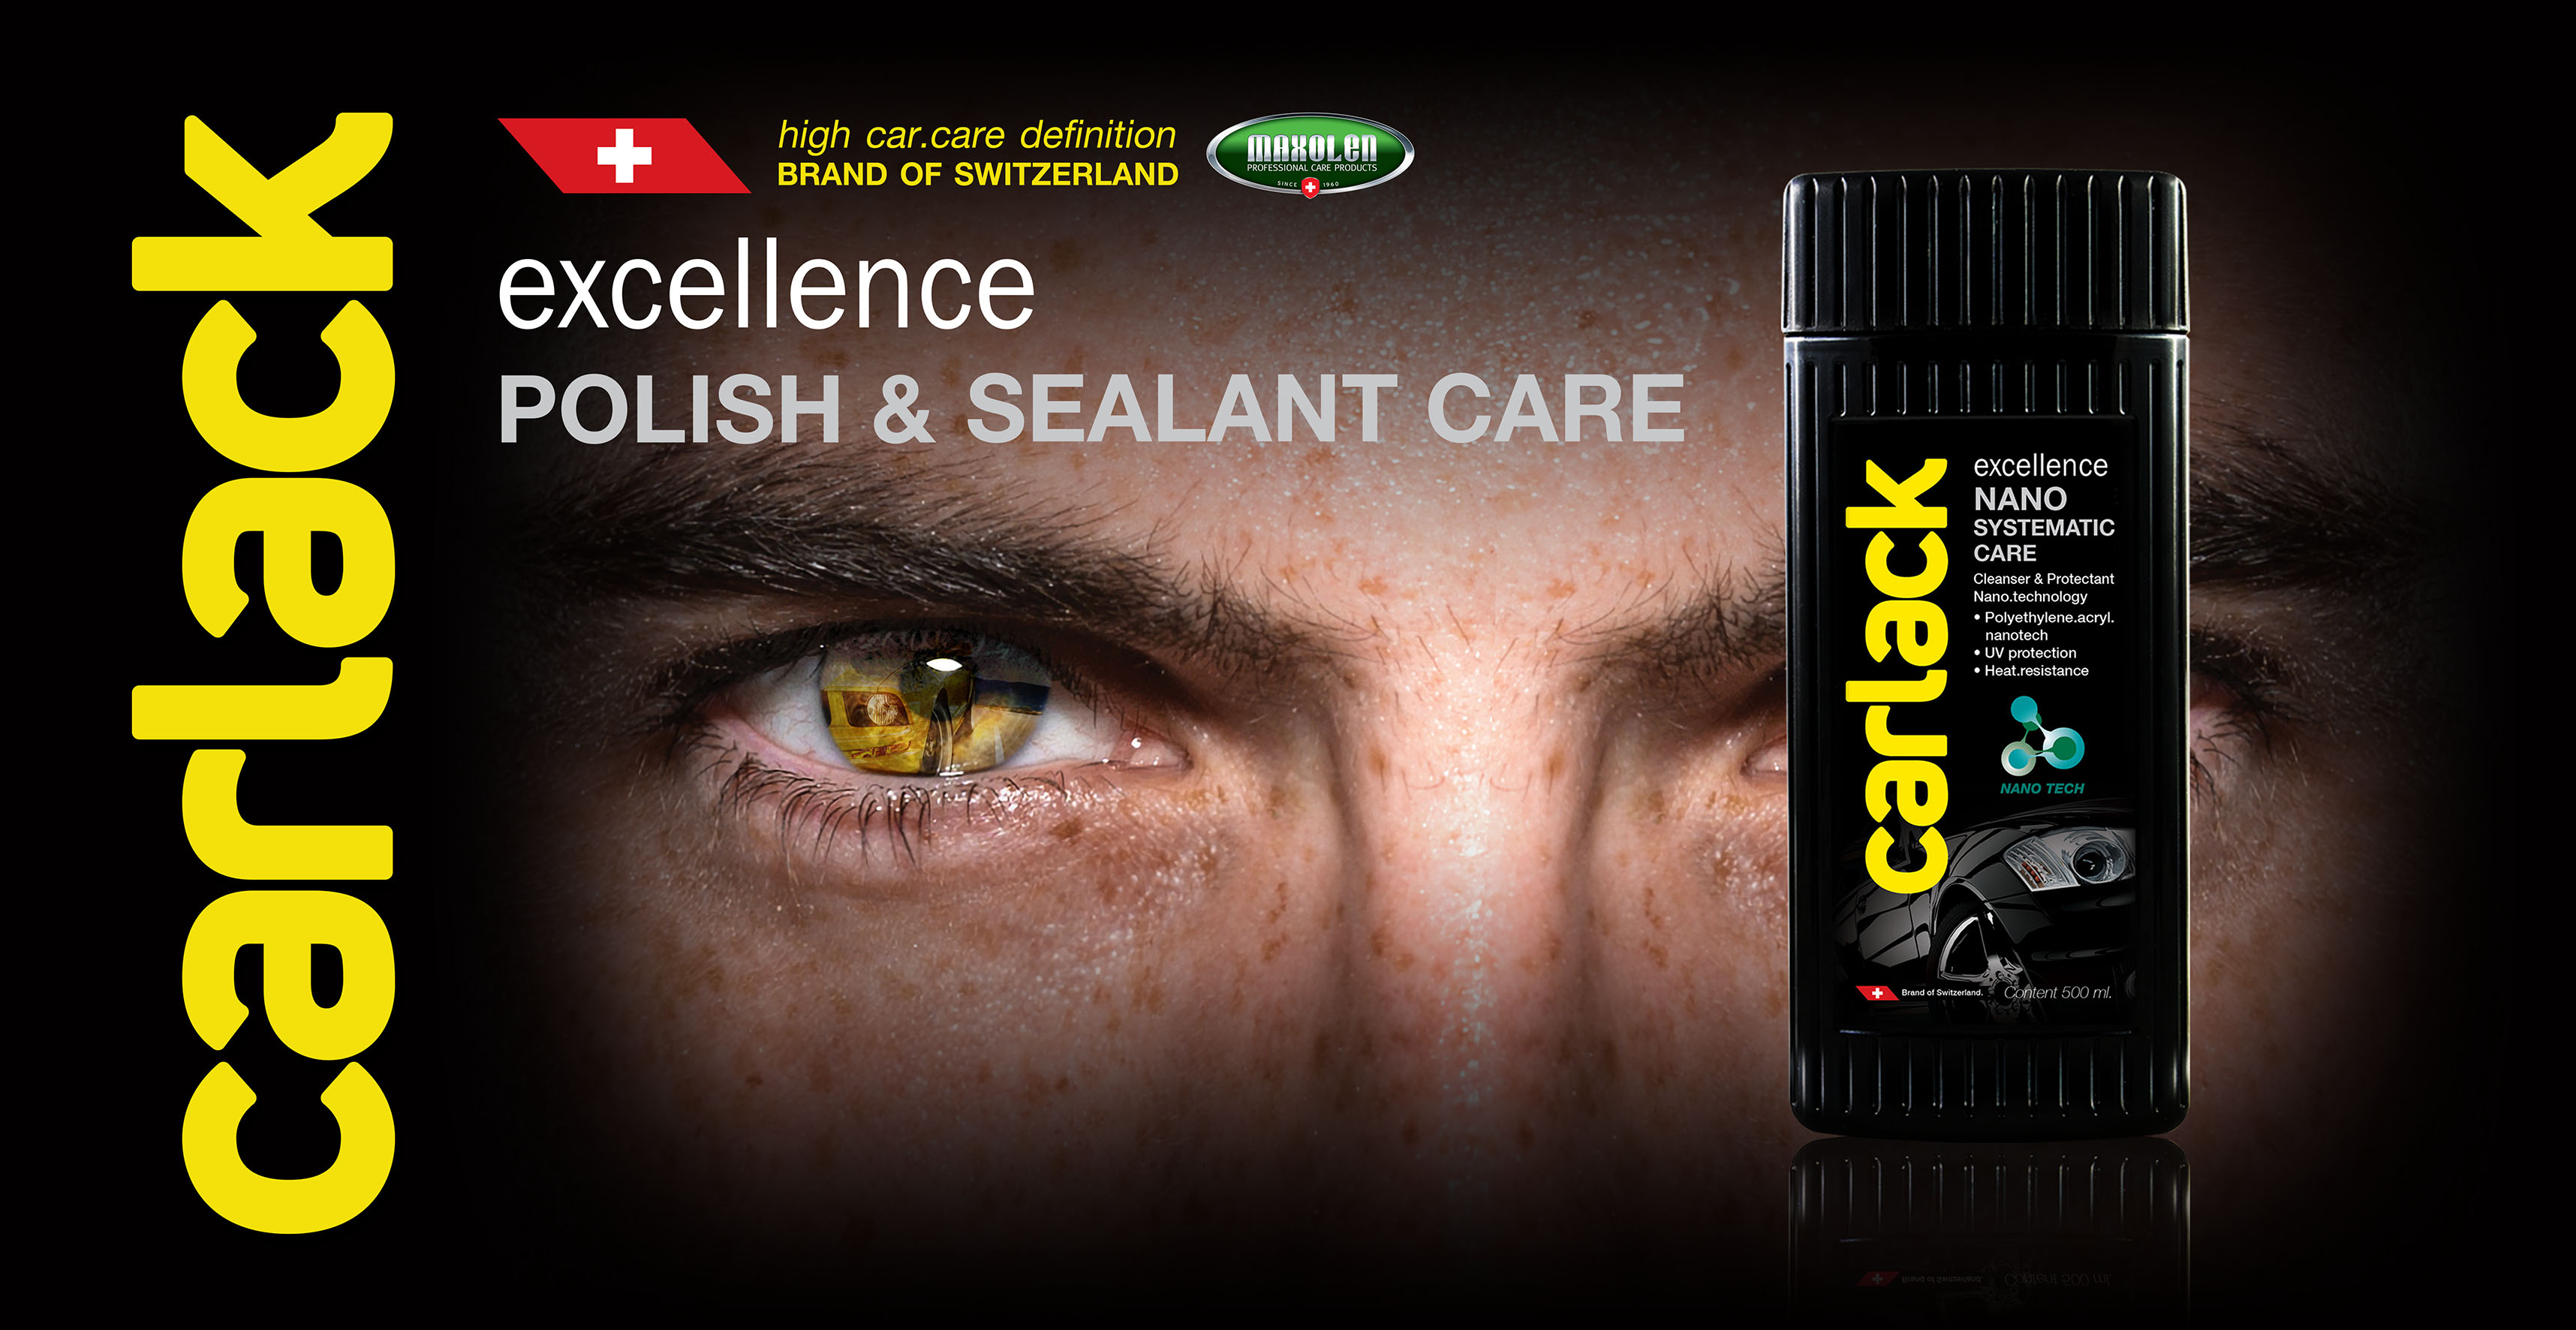 carlack
high car.care definition
BRAND OF SWITZERLAND
MAXOLEN
PROFESSIONAL CARE PRODUCTS
SINCE 1960
excellence
POLISH & SEALANT CARE
carlack
excellence
NANO
SYSTEMATIC
CARE
Cleanser & Protectant
Nano.technology
• Polyethylene.acryl.
nanotech
• UV protection
• Heat.resistance
NANO TECH
Brand of Switzerland.
Content 500 ml.